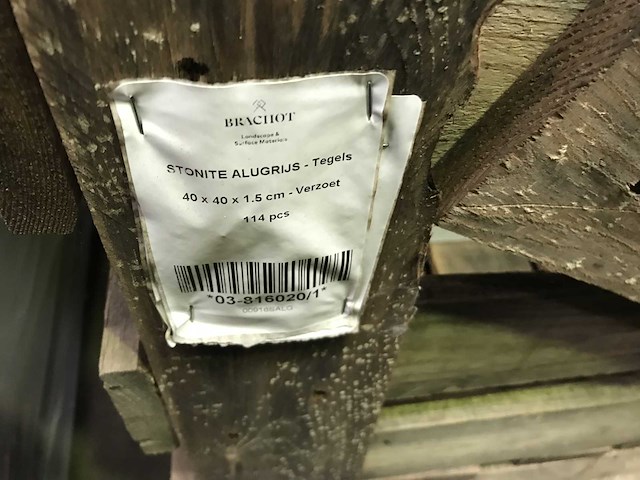 BRACHOT
Landscape &
Surface Materials
STONITE ALUGRIJS - Tegels
40 x 40 x 1.5 cm - Verzoet
114 pcs
*03-816020/1*